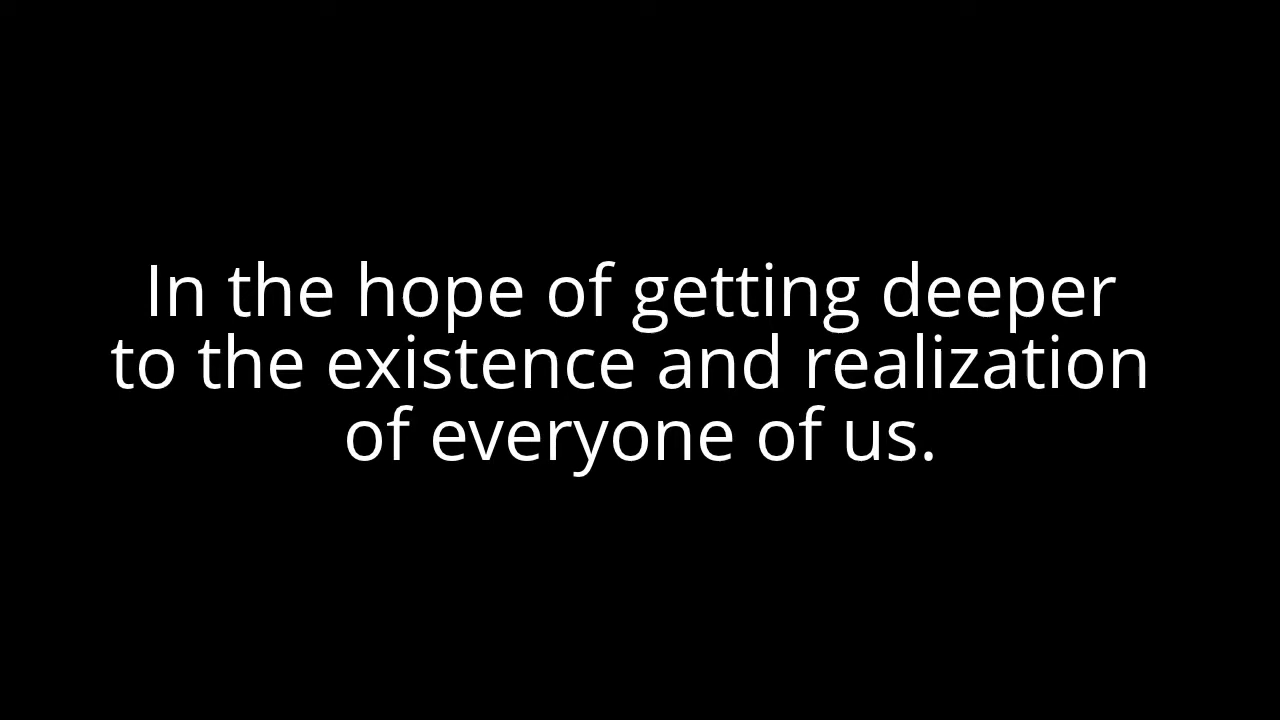 In the hope of getting deeper
to the existence and realization
of everyone of us.